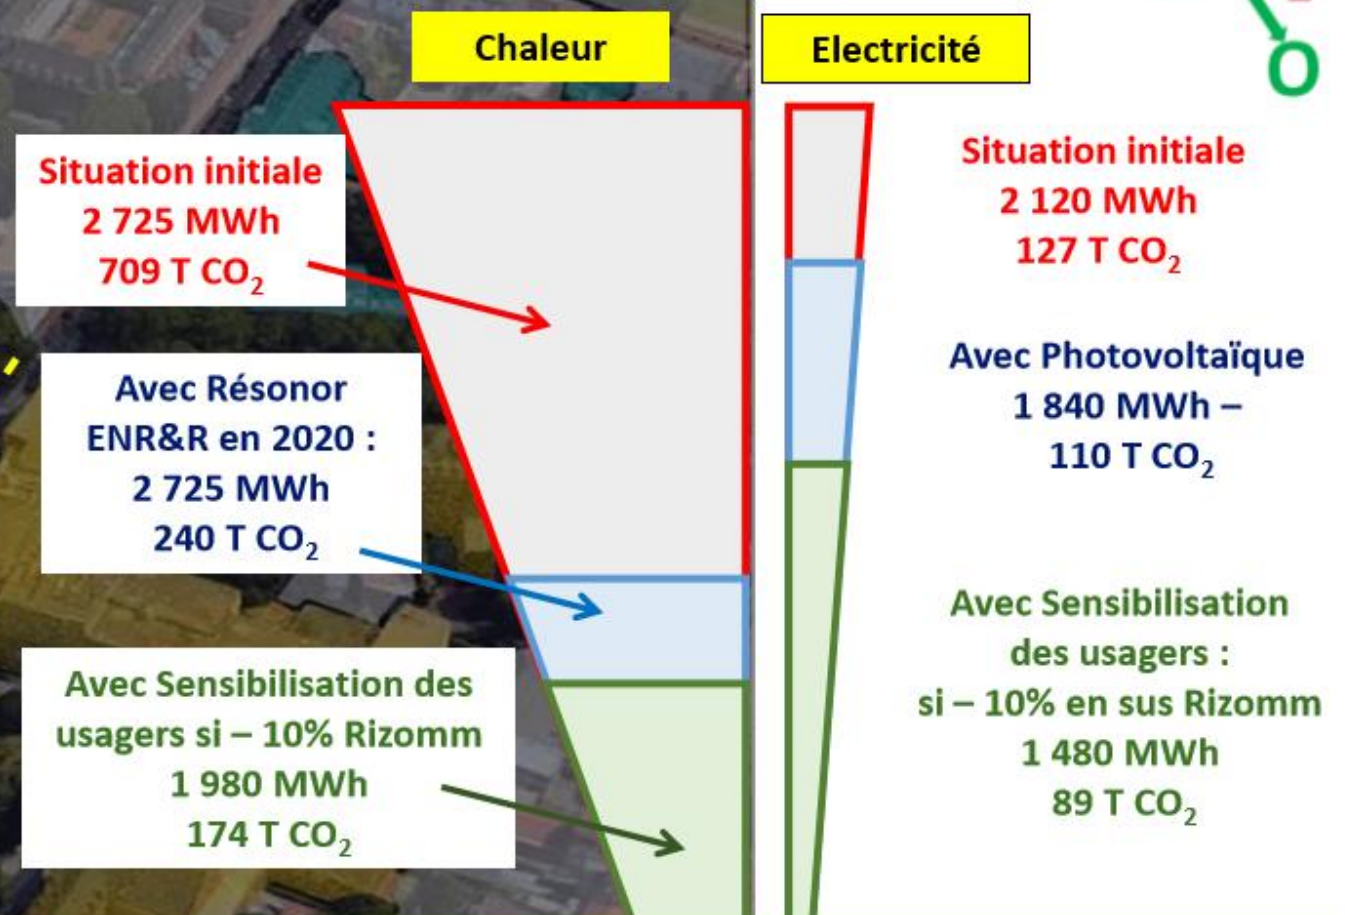 Chaleur
Situation initiale
2 725 MWh
709 T CO₂
Avec Résonor
ENR&R en 2020 :
2 725 MWh
240 T CO₂
Avec Sensibilisation des
usagers si – 10% Rizomm
1 980 MWh
174 T CO₂
Electricité
O
Situation initiale
2 120 MWh
127 T CO₂
Avec Photovoltaïque
1 840 MWh –
110 T CO₂
Avec Sensibilisation
des usagers :
si – 10% en sus Rizomm
1 480 MWh
89 T CO₂